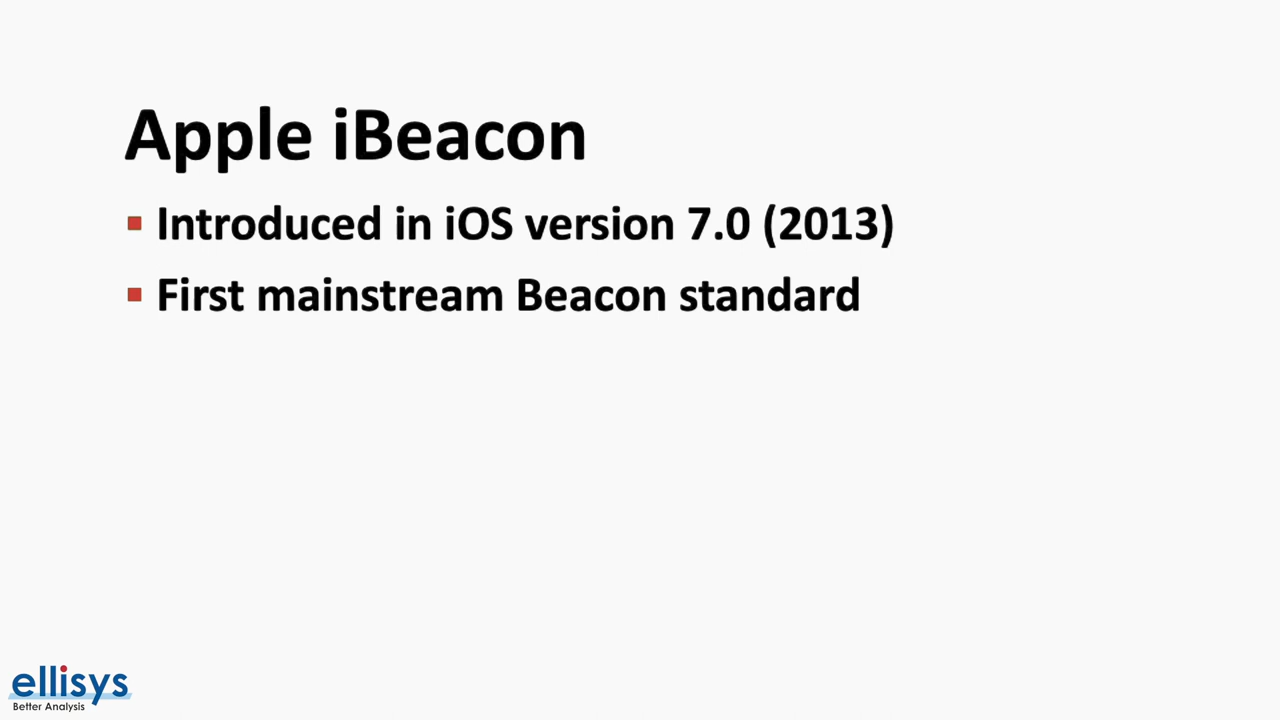 Apple iBeacon
Introduced in iOS version 7.0 (2013)
First mainstream Beacon standard
ellisys
Better Analysis